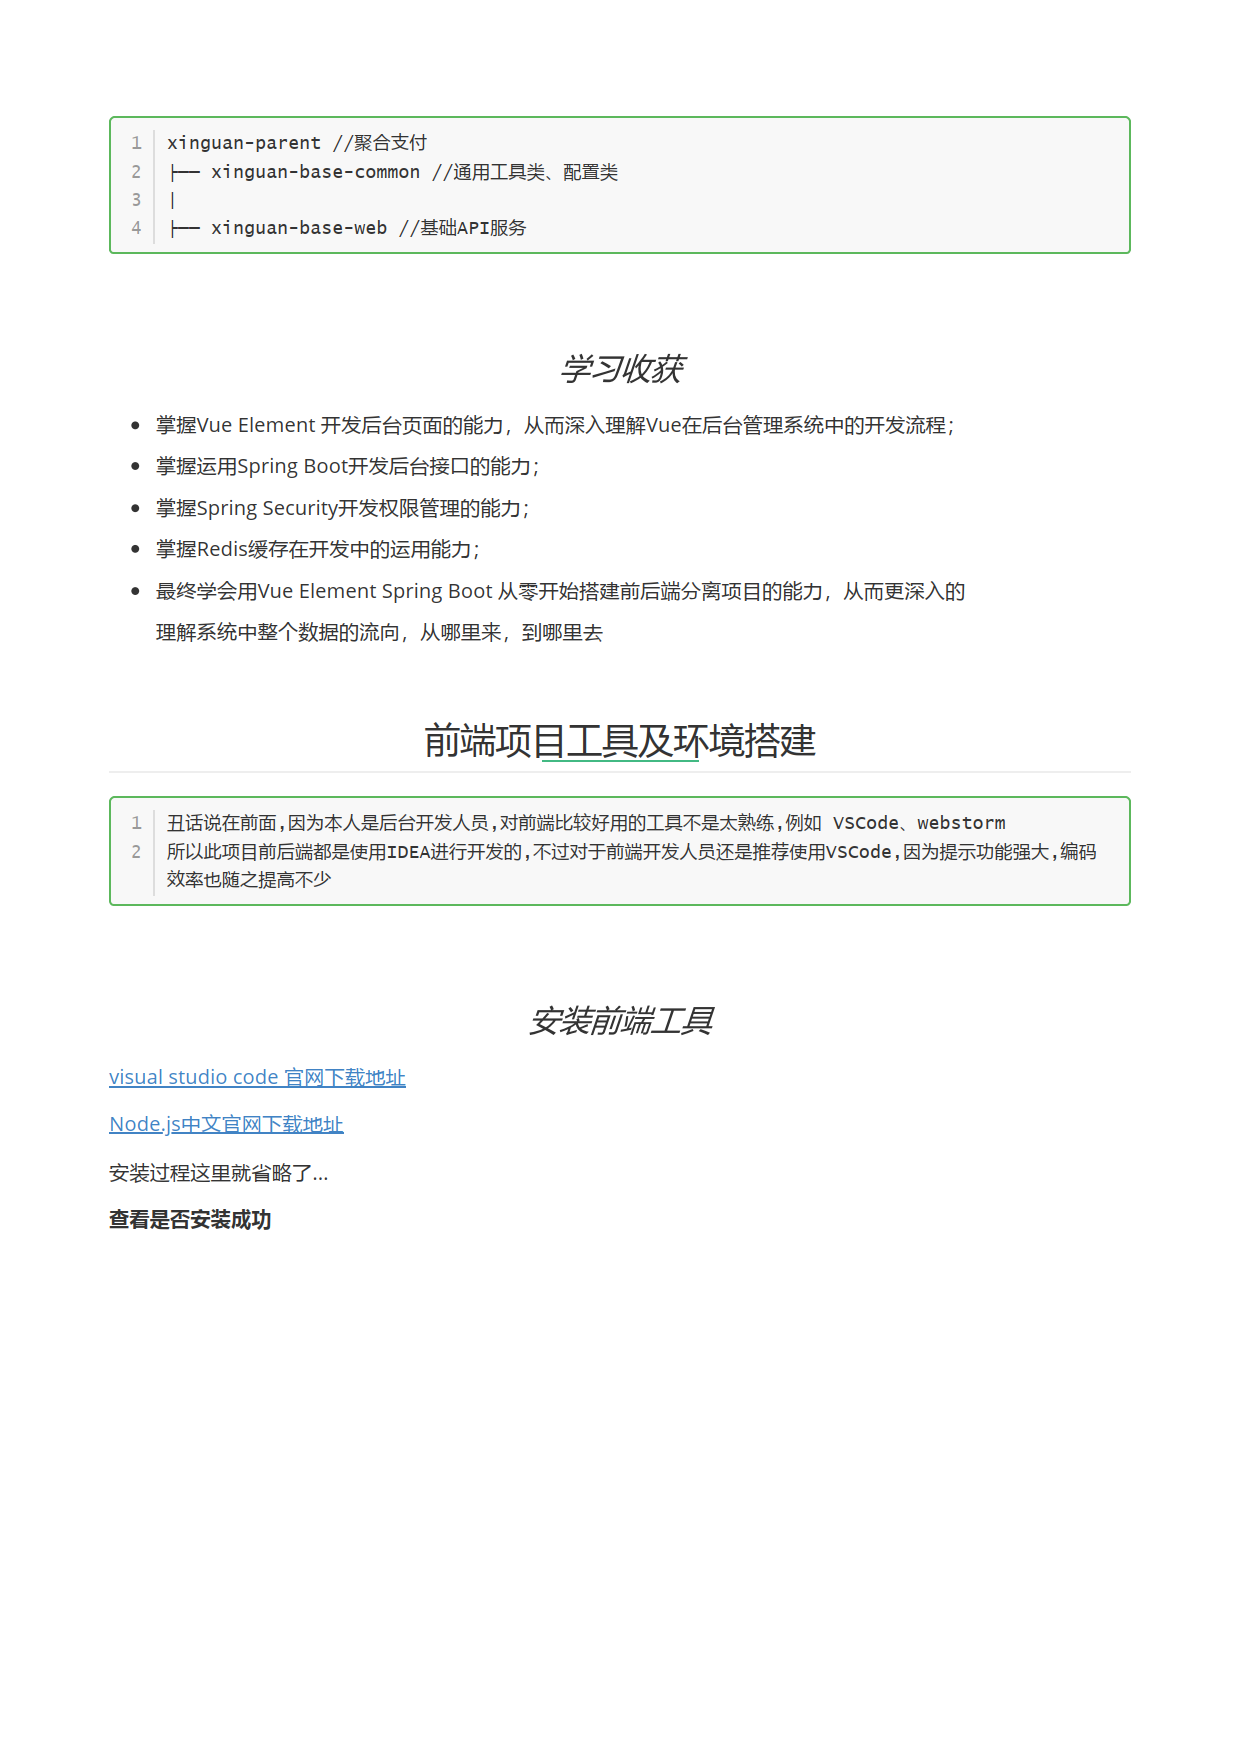 1 xinguan-parent //聚合支付
2 ├── xinguan-base-common //通用工具类、配置类
3 |
4 ├── xinguan-base-web //基础API服务
学习收获
• 掌握Vue Element 开发后台页面的能力，从而深入理解Vue在后台管理系统中的开发流程；
• 掌握运用Spring Boot开发后台接口的能力；
• 掌握Spring Security开发权限管理的能力；
• 掌握Redis缓存在开发中的运用能力；
• 最终学会用Vue Element Spring Boot 从零开始搭建前后端分离项目的能力，从而更深入的
理解系统中整个数据的流向，从哪里来，到哪里去
前端项目工具及环境搭建
1 丑话说在前面,因为本人是后台开发人员,对前端比较好用的工具不是太熟练,例如 VSCode、webstorm
2 所以此项目前后端都是使用IDEA进行开发的,不过对于前端开发人员还是推荐使用VSCode,因为提示功能强大,编码
效率也随之提高不少
安装前端工具
visual studio code 官网下载地址
Node.js中文官网下载地址
安装过程这里就省略了...
查看是否安装成功